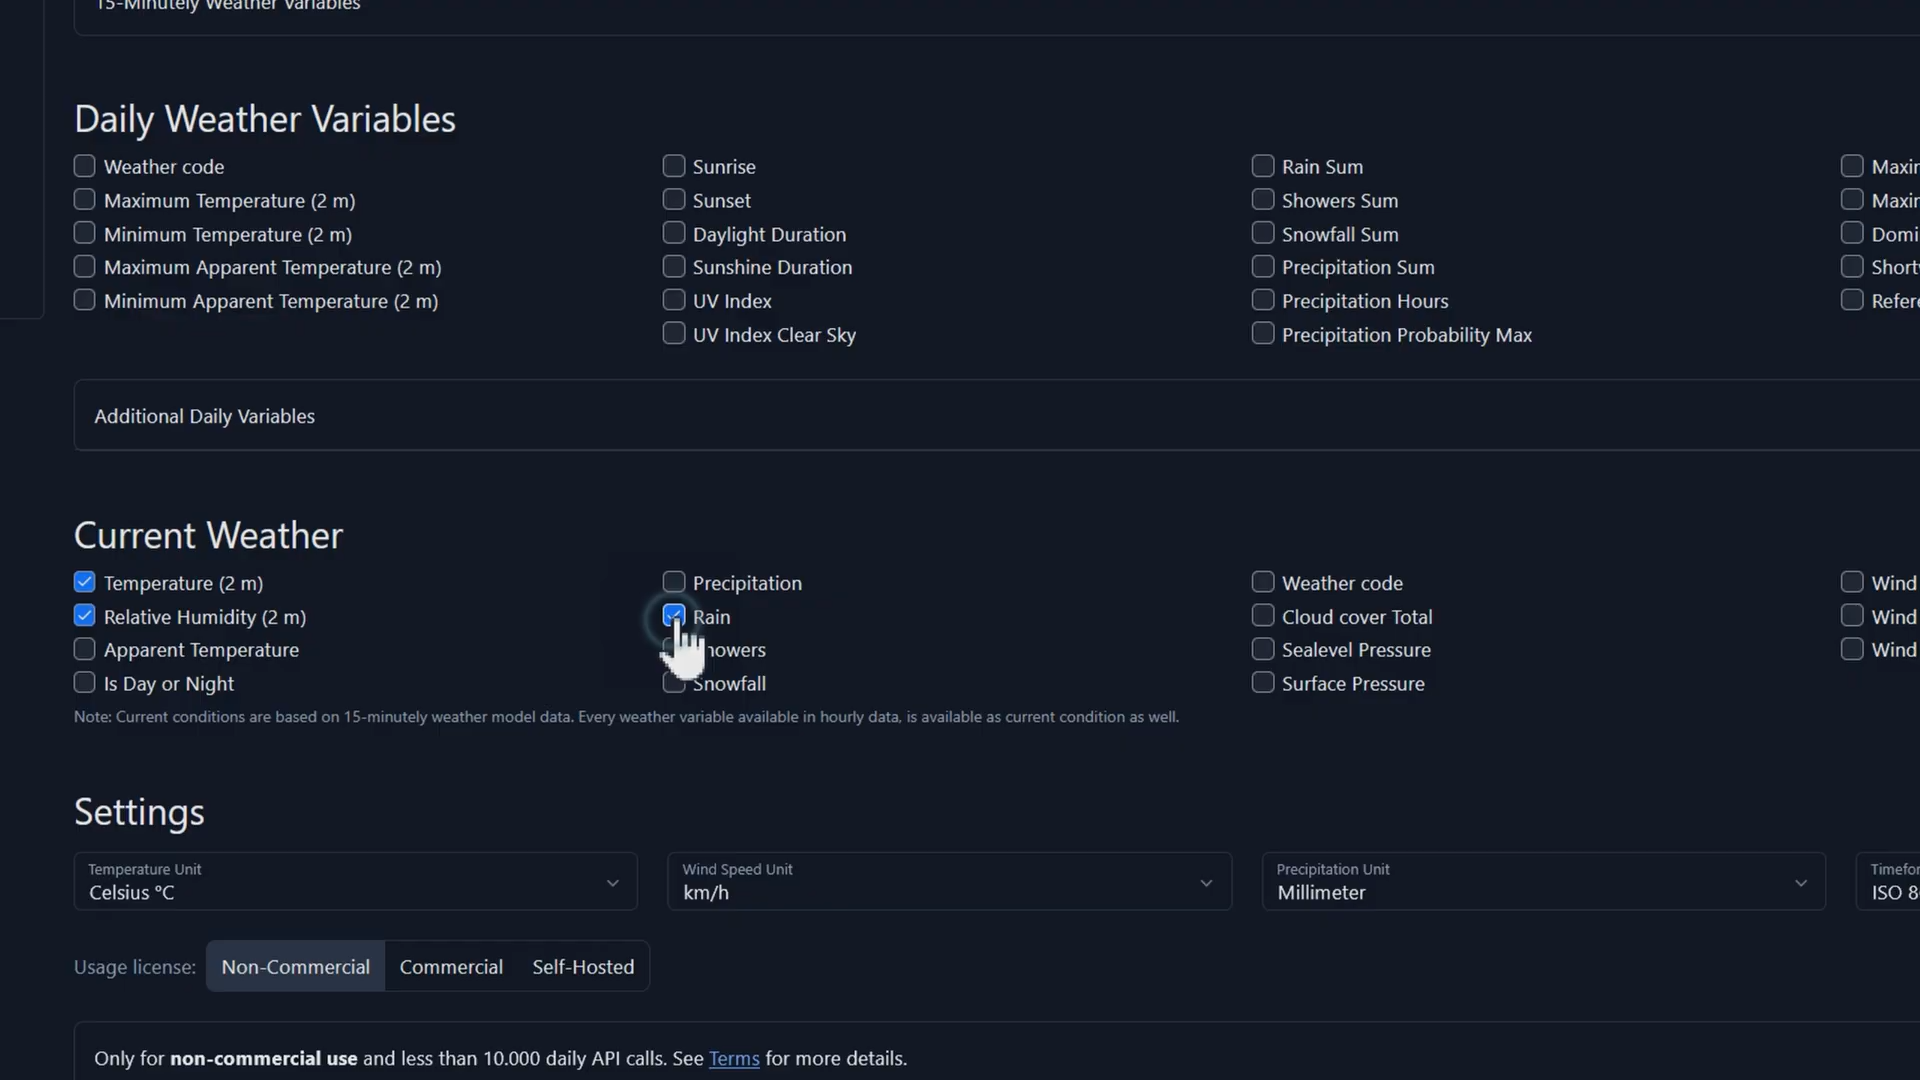 15-Minutely Weather Variables
Daily Weather Variables
Weather code
Maximum Temperature (2 m)
Minimum Temperature (2 m)
Maximum Apparent Temperature (2 m)
Minimum Apparent Temperature (2 m)
Sunrise
Sunset
Daylight Duration
Sunshine Duration
UV Index
UV Index Clear Sky
Rain Sum
Showers Sum
Snowfall Sum
Precipitation Sum
Precipitation Hours
Precipitation Probability Max
Additional Daily Variables
Current Weather
Temperature (2 m)
Relative Humidity (2 m)
Apparent Temperature
Is Day or Night
Precipitation
Rain
howers
Snowfall
Weather code
Cloud cover Total
Sealevel Pressure
Surface Pressure
Wind
Wind
Wind
Note: Current conditions are based on 15-minutely weather model data. Every weather variable available in hourly data, is available as current condition as well.
Settings
Temperature Unit
Celsius °C
Wind Speed Unit
km/h
Precipitation Unit
Millimeter
ISO
Usage license:
Non-Commercial
Commercial
Self-Hosted
Only for non-commercial use and less than 10.000 daily API calls. See Terms for more details.